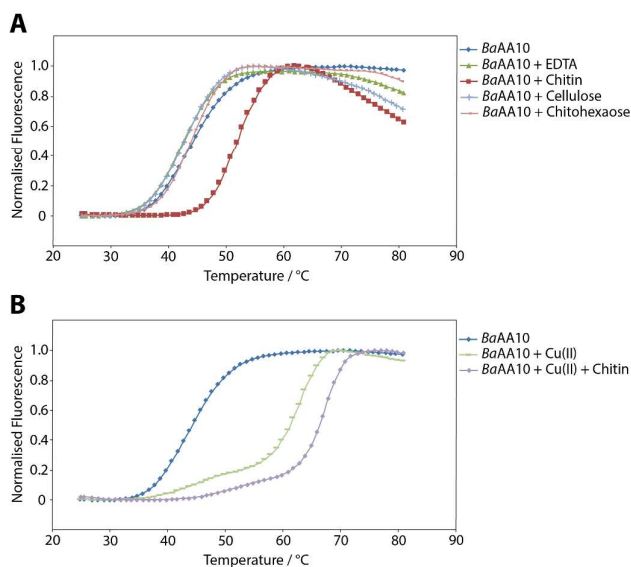 A
BaAA10
BaAA10 + EDTA
BaAA10 + Chitin
BaAA10 + Cellulose
BaAA10 + Chitohexaose
Normalised Fluorescence
1.0
0.8
0.6
0.4
0.2
0
20 30 40 50 60 70 80 90
Temperature / °C
B
BaAA10
BaAA10 + Cu(II)
BaAA10 + Cu(II) + Chitin
Normalised Fluorescence
1.0
0.8
0.6
0.4
0.2
0
20 30 40 50 60 70 80 90
Temperature / °C